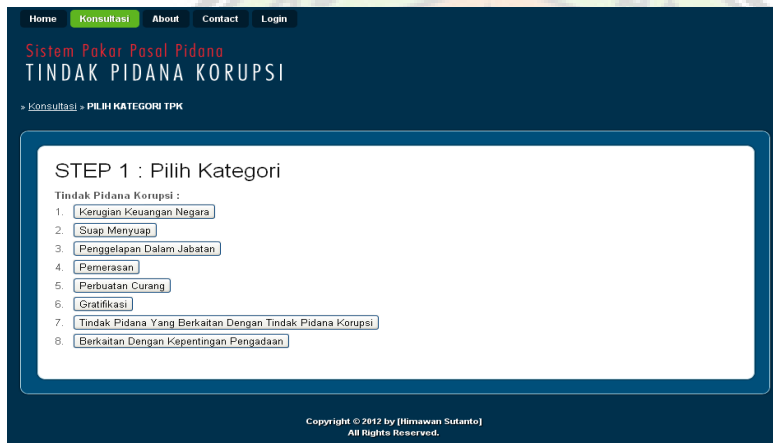 Home Konsultasi About Contact Login
Sistem Pakar Pasal Pidana
TINDAK PIDANA KORUPSI
» Konsultasi » PILIH KATEGORI TPK
STEP 1 : Pilih Kategori
Tindak Pidana Korupsi :
1. Kerugian Keuangan Negara
2. Suap Menyuap
3. Penggelapan Dalam Jabatan
4. Pemerasan
5. Perbuatan Curang
6. Gratifikasi
7. Tindak Pidana Yang Berkaitan Dengan Tindak Pidana Korupsi
8. Berkaitan Dengan Kepentingan Pengadaan
Copyright © 2012 by [Himawan Sutanto]
All Rights Reserved.